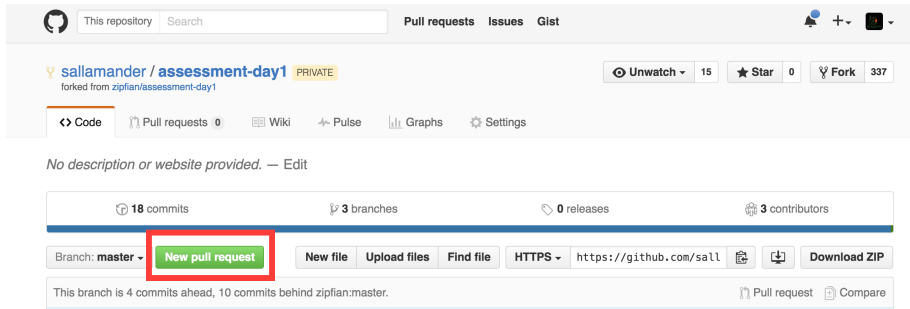 This repository Search Pull requests Issues Gist
sallamander / assessment-day1 PRIVATE Unwatch 15 Star 0 Fork 337
forked from zipfian/assessment-day1
Code Pull requests 0 Wiki Pulse Graphs Settings
No description or website provided. — Edit
18 commits 3 branches 0 releases 3 contributors
Branch: master New pull request New file Upload files Find file HTTPS https://github.com/sall Download ZIP
This branch is 4 commits ahead, 10 commits behind zipfian:master. Pull request Compare